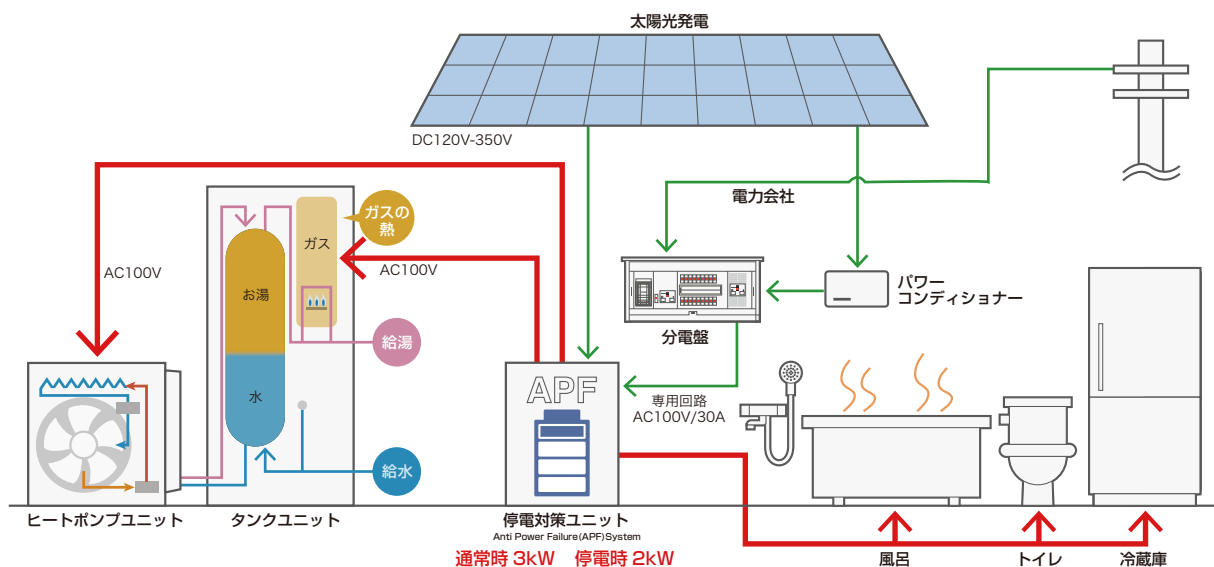 太陽光発電
DC120V-350V
電力会社
ガスの
熱
ガス
AC100V
AC100V
お湯
パワー
コンディショナー
分電盤
給湯
APF
水
専用回路
AC100V/30A
給水
ヒートポンプユニット
タンクユニット
停電対策ユニット
Anti Power Failure(APF)System
通常時 3kW 停電時 2kW
風呂
トイレ
冷蔵庫